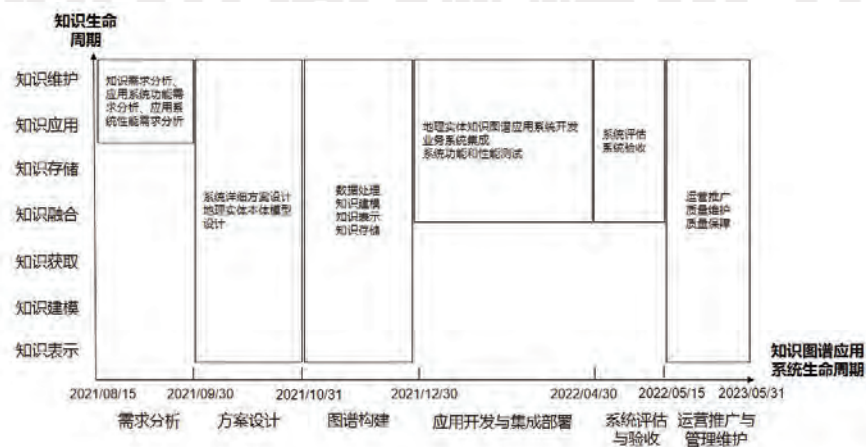 知识生命
周期
知识维护
知识应用
知识存储
知识融合
知识获取
知识建模
知识表示
知识需求分析、
应用系统功能需
求分析、应用系
统性能需求分析
系统详细方案设计
地理实体本体模型
设计
数据处理
知识建模
知识表示
知识存储
地理实体知识图谱应用系统开发
业务系统集成
系统功能和性能测试
系统评估
系统验收
运营推广
质量维护
质量保障
知识图谱应用
系统生命周期
2021/08/15
2021/09/30
2021/10/31
2021/12/30
2022/04/30
2022/05/15
2023/05/31
需求分析
方案设计
图谱构建
应用开发与集成部署
系统评估
与验收
运营推广与
管理维护